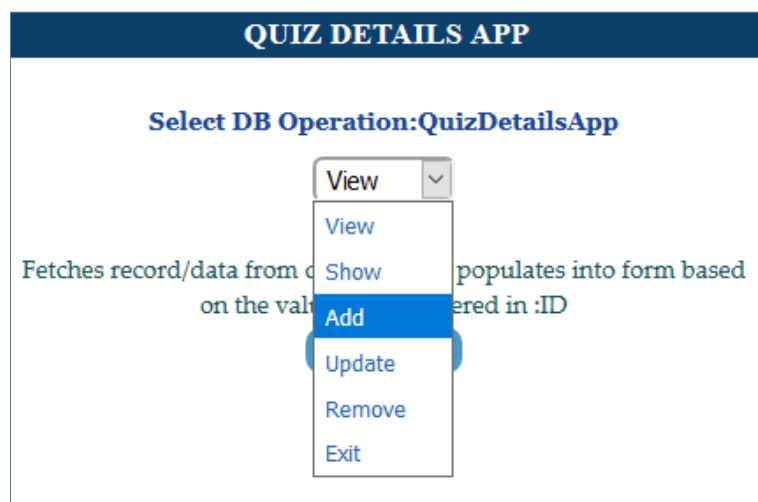 QUIZ DETAILS APP
Select DB Operation:QuizDetailsApp
View
View
Fetches record/data from populates into form based
Show
on the ered in :ID
Add
Update
Remove
Exit